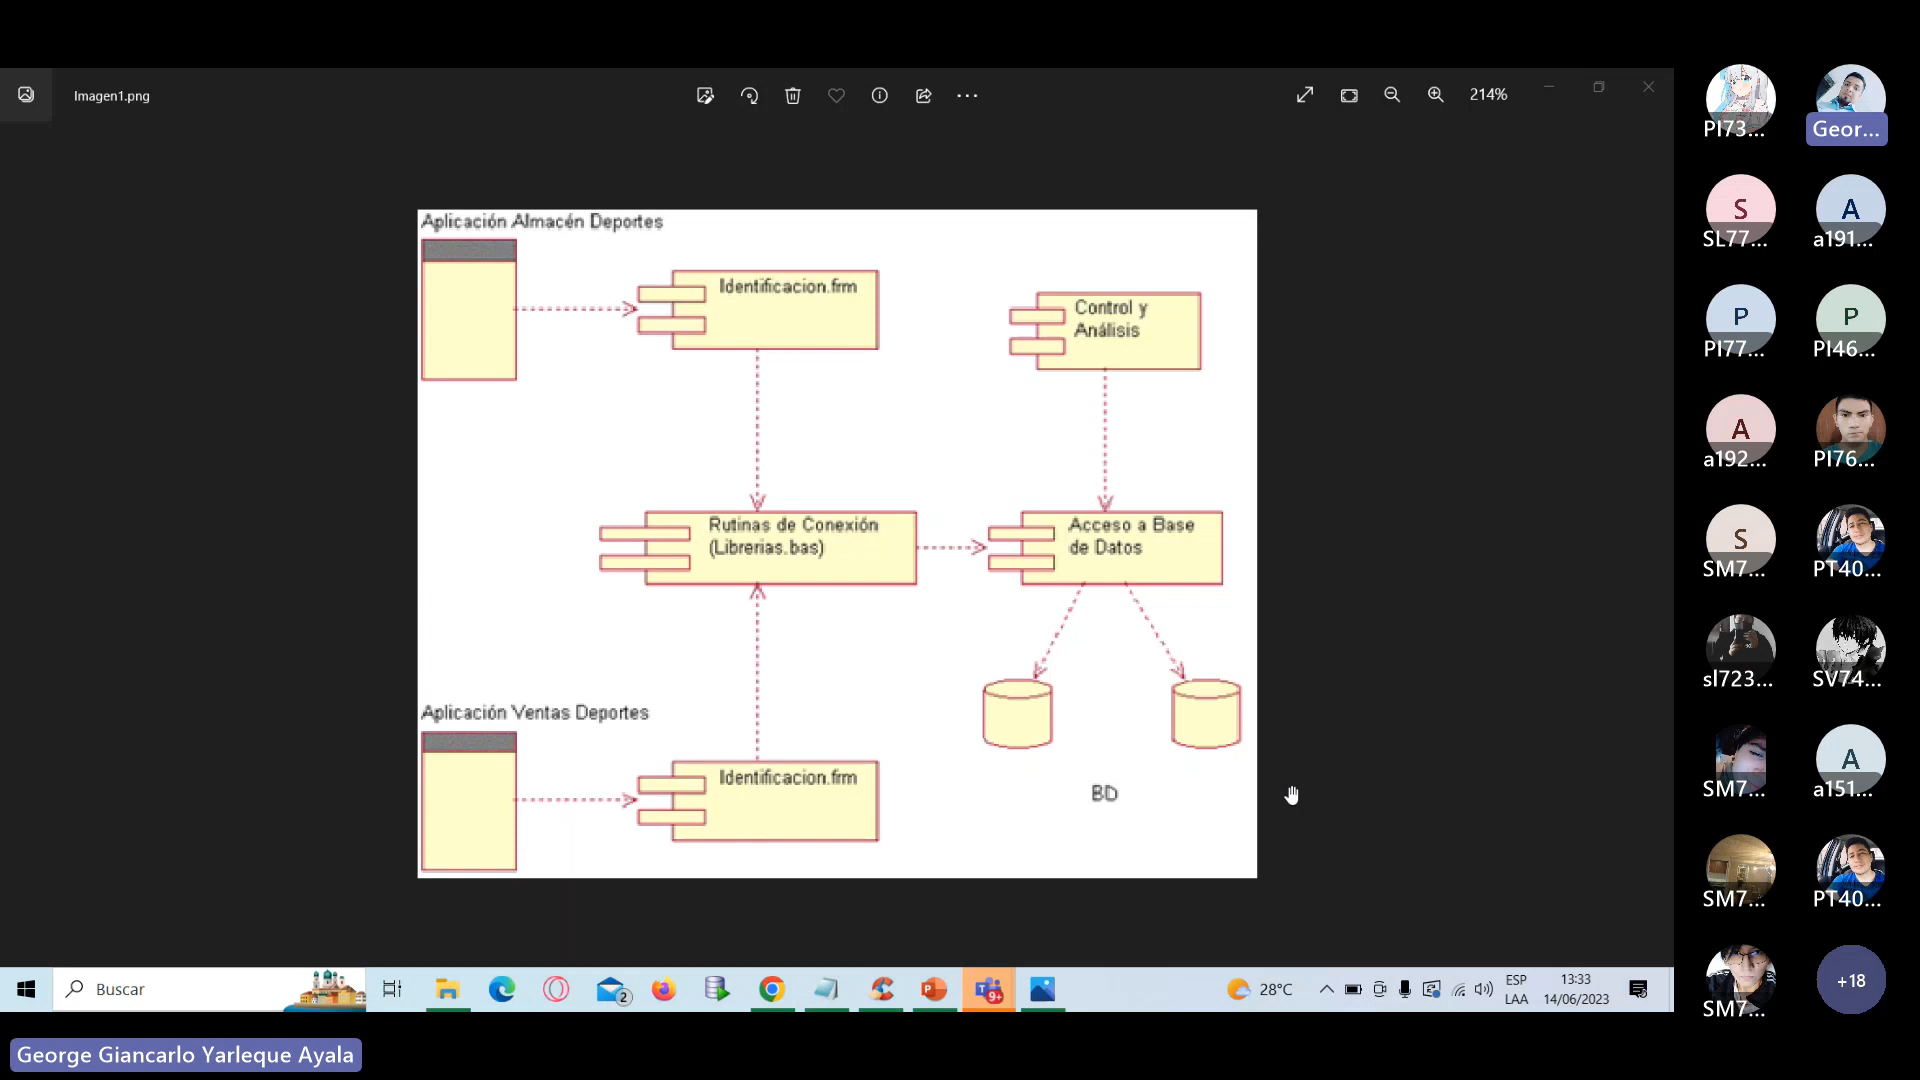 Imagen1.png
214%
Aplicación Almacén Deportes
Identificacion.frm
Control y
Análisis
Rutinas de Conexión
(Librerias.bas)
Acceso a Base
de Datos
Aplicación Ventas Deportes
Identificacion.frm
BD
PI73...
Geor...
S
SL77...
A
a191...
P
PI77...
P
PI46...
A
a192...
PI76...
S
SM7...
PT40...
sl723...
SV74...
SM7...
A
a151...
SM7...
PT40...
SM7...
+18
Buscar
2
9+
28°C
ESP
LAA
13:33
14/06/2023
George Giancarlo Yarleque Ayala